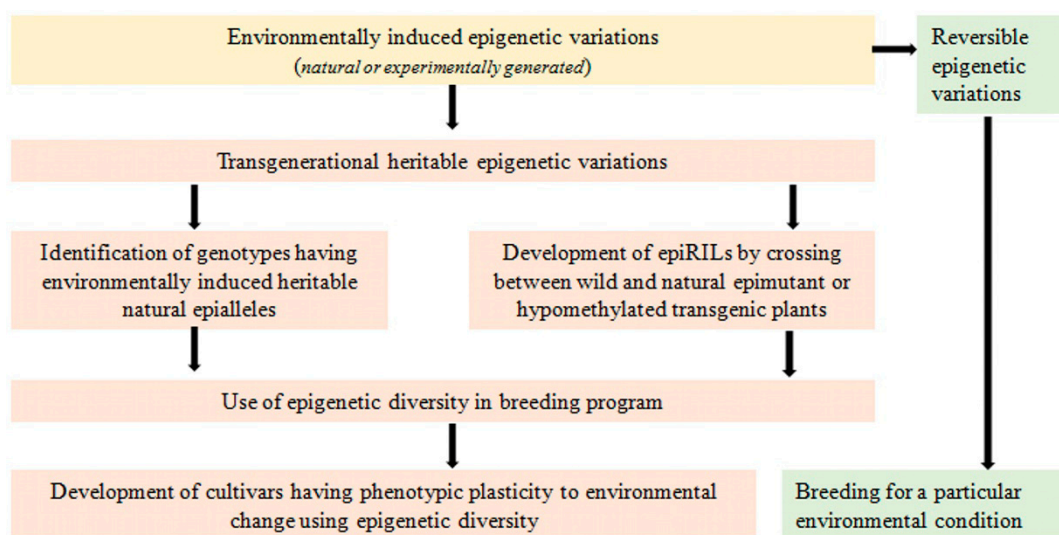 Environmentally induced epigenetic variations
(natural or experimentally generated)
Reversible
epigenetic
variations
Transgenerational heritable epigenetic variations
Identification of genotypes having
environmentally induced heritable
natural epialleles
Development of epiRILs by crossing
between wild and natural epimutant or
hypomethylated transgenic plants
Use of epigenetic diversity in breeding program
Development of cultivars having phenotypic plasticity to environmental
change using epigenetic diversity
Breeding for a particular
environmental condition